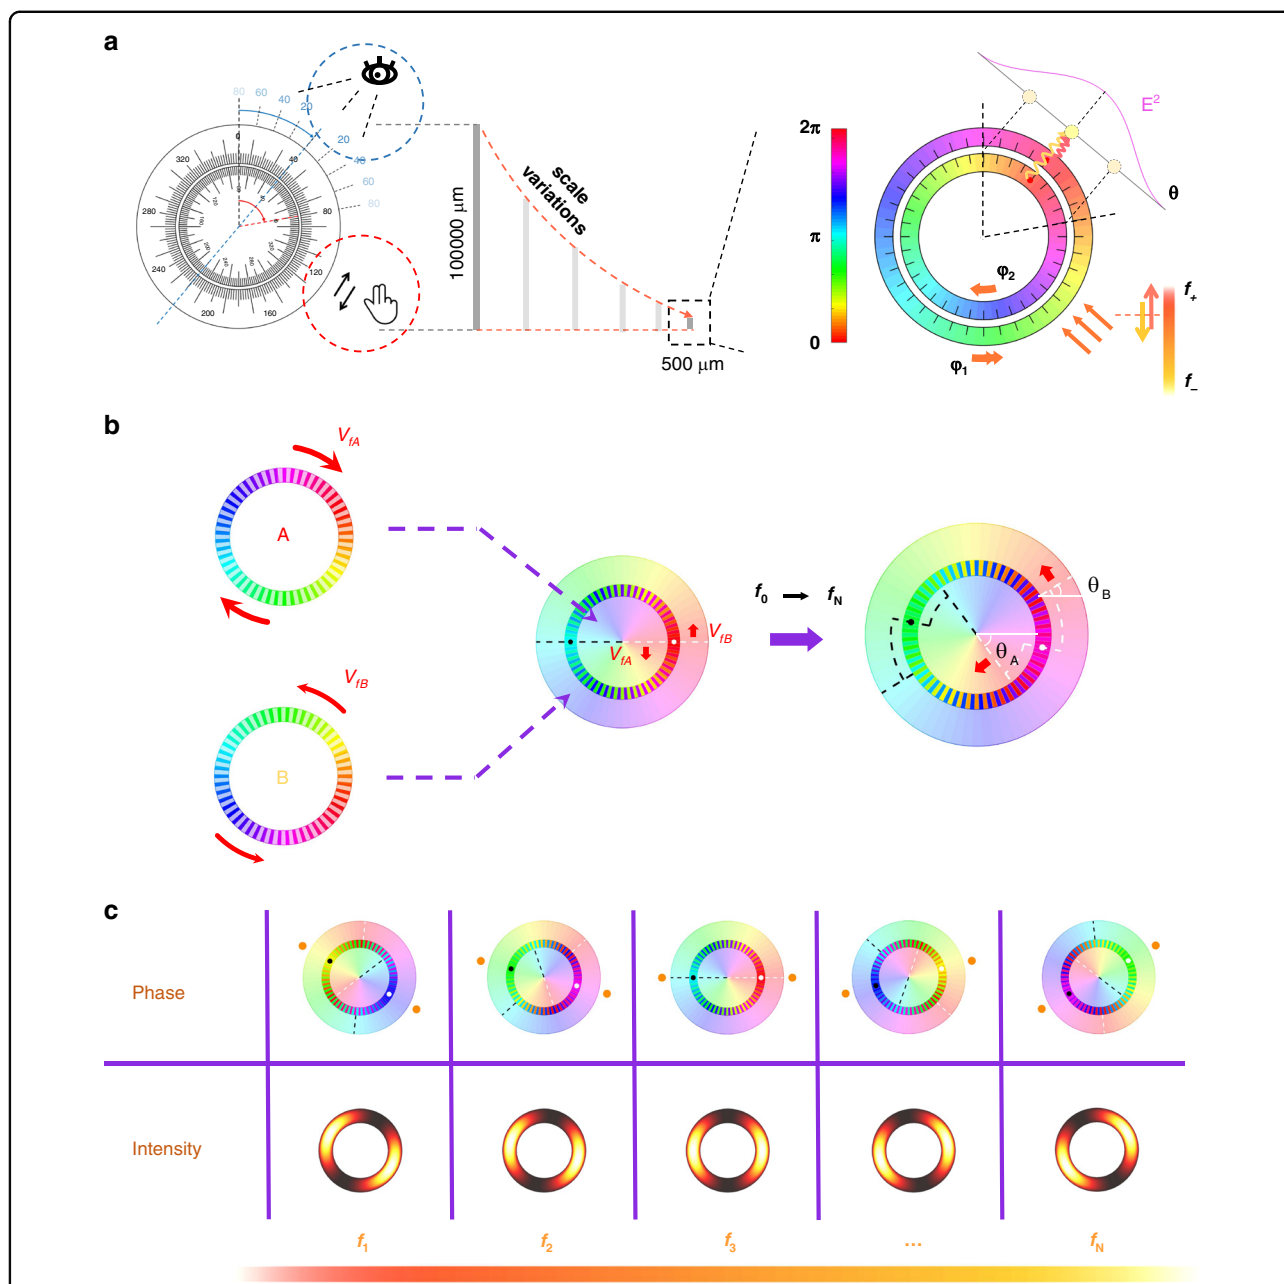 a
80
60
40
20
20
40
60
80
0
40
80
120
160
200
240
280
320
100000 μm
scale
variations
500 μm
2π
π
0
E²
θ
φ₂
φ₁
f₊
f₋
b
V_fA
A
V_fB
B
V_fA
V_fB
f₀ → f_N
θ_B
θ_A
c
Phase
Intensity
f₁ f₂ f₃ ... f_N